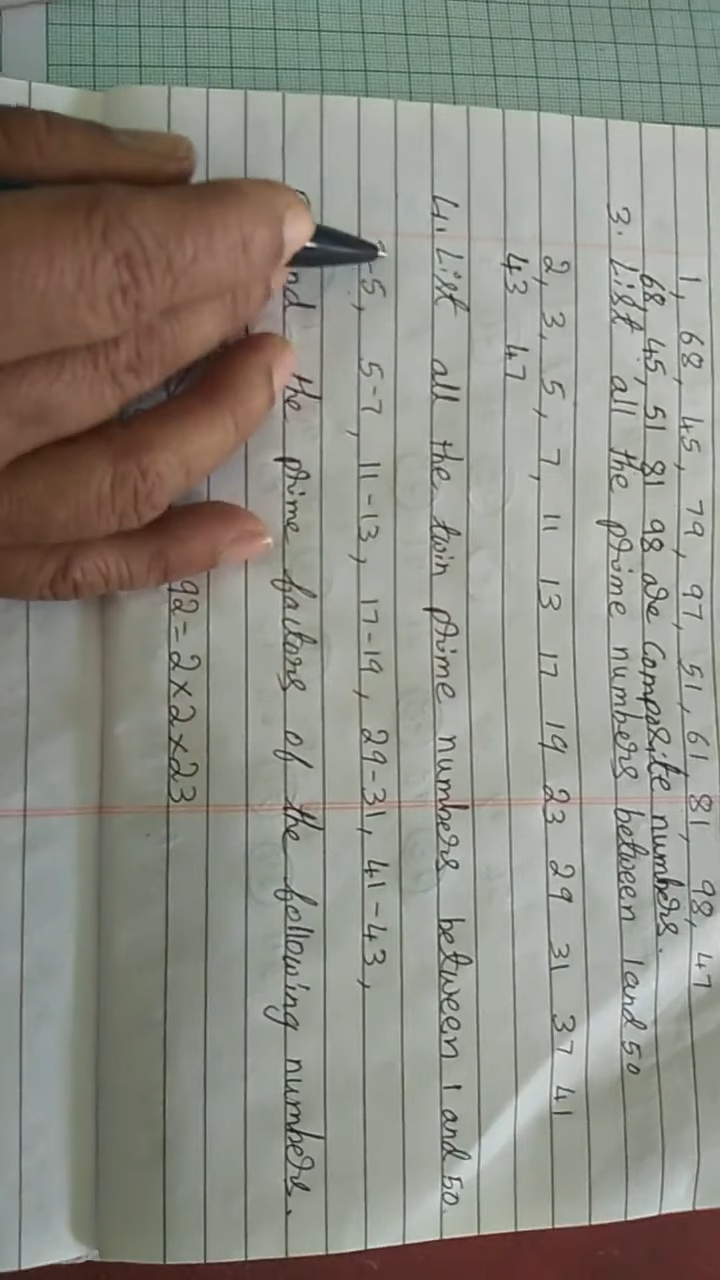 1, 68, 45, 79, 97, 51, 61, 81, 98, 47
68, 45, 51 81 98 are composite numbers.
3. List all the prime numbers between 1 and 50
2, 3, 5, 7, 11 13 17 19 23 29 31 37 41
43 47
4. List all the twin prime numbers between 1 and 50.
-5, 5-7, 11-13, 17-19, 29-31, 41-43,
nd the prime factors of the following numbers.
92=2×2×23